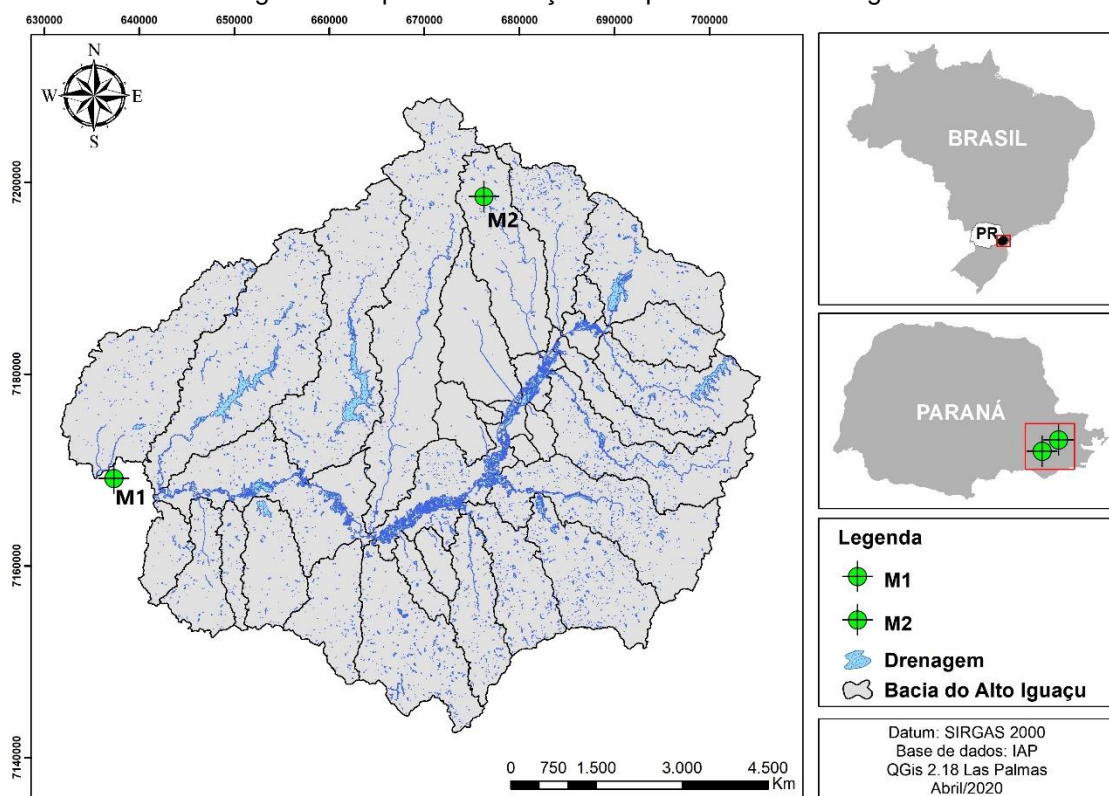 630000 640000 650000 660000 670000 680000 690000 700000
N
W E
S
7200000
7180000
7160000
7140000
M2
M1
0 750 1.500 3.000 4.500
Km
BRASIL
PR
PARANÁ
Legenda
M1
M2
Drenagem
Bacia do Alto Iguaçu
Datum: SIRGAS 2000
Base de dados: IAP
QGis 2.18 Las Palmas
Abril/2020